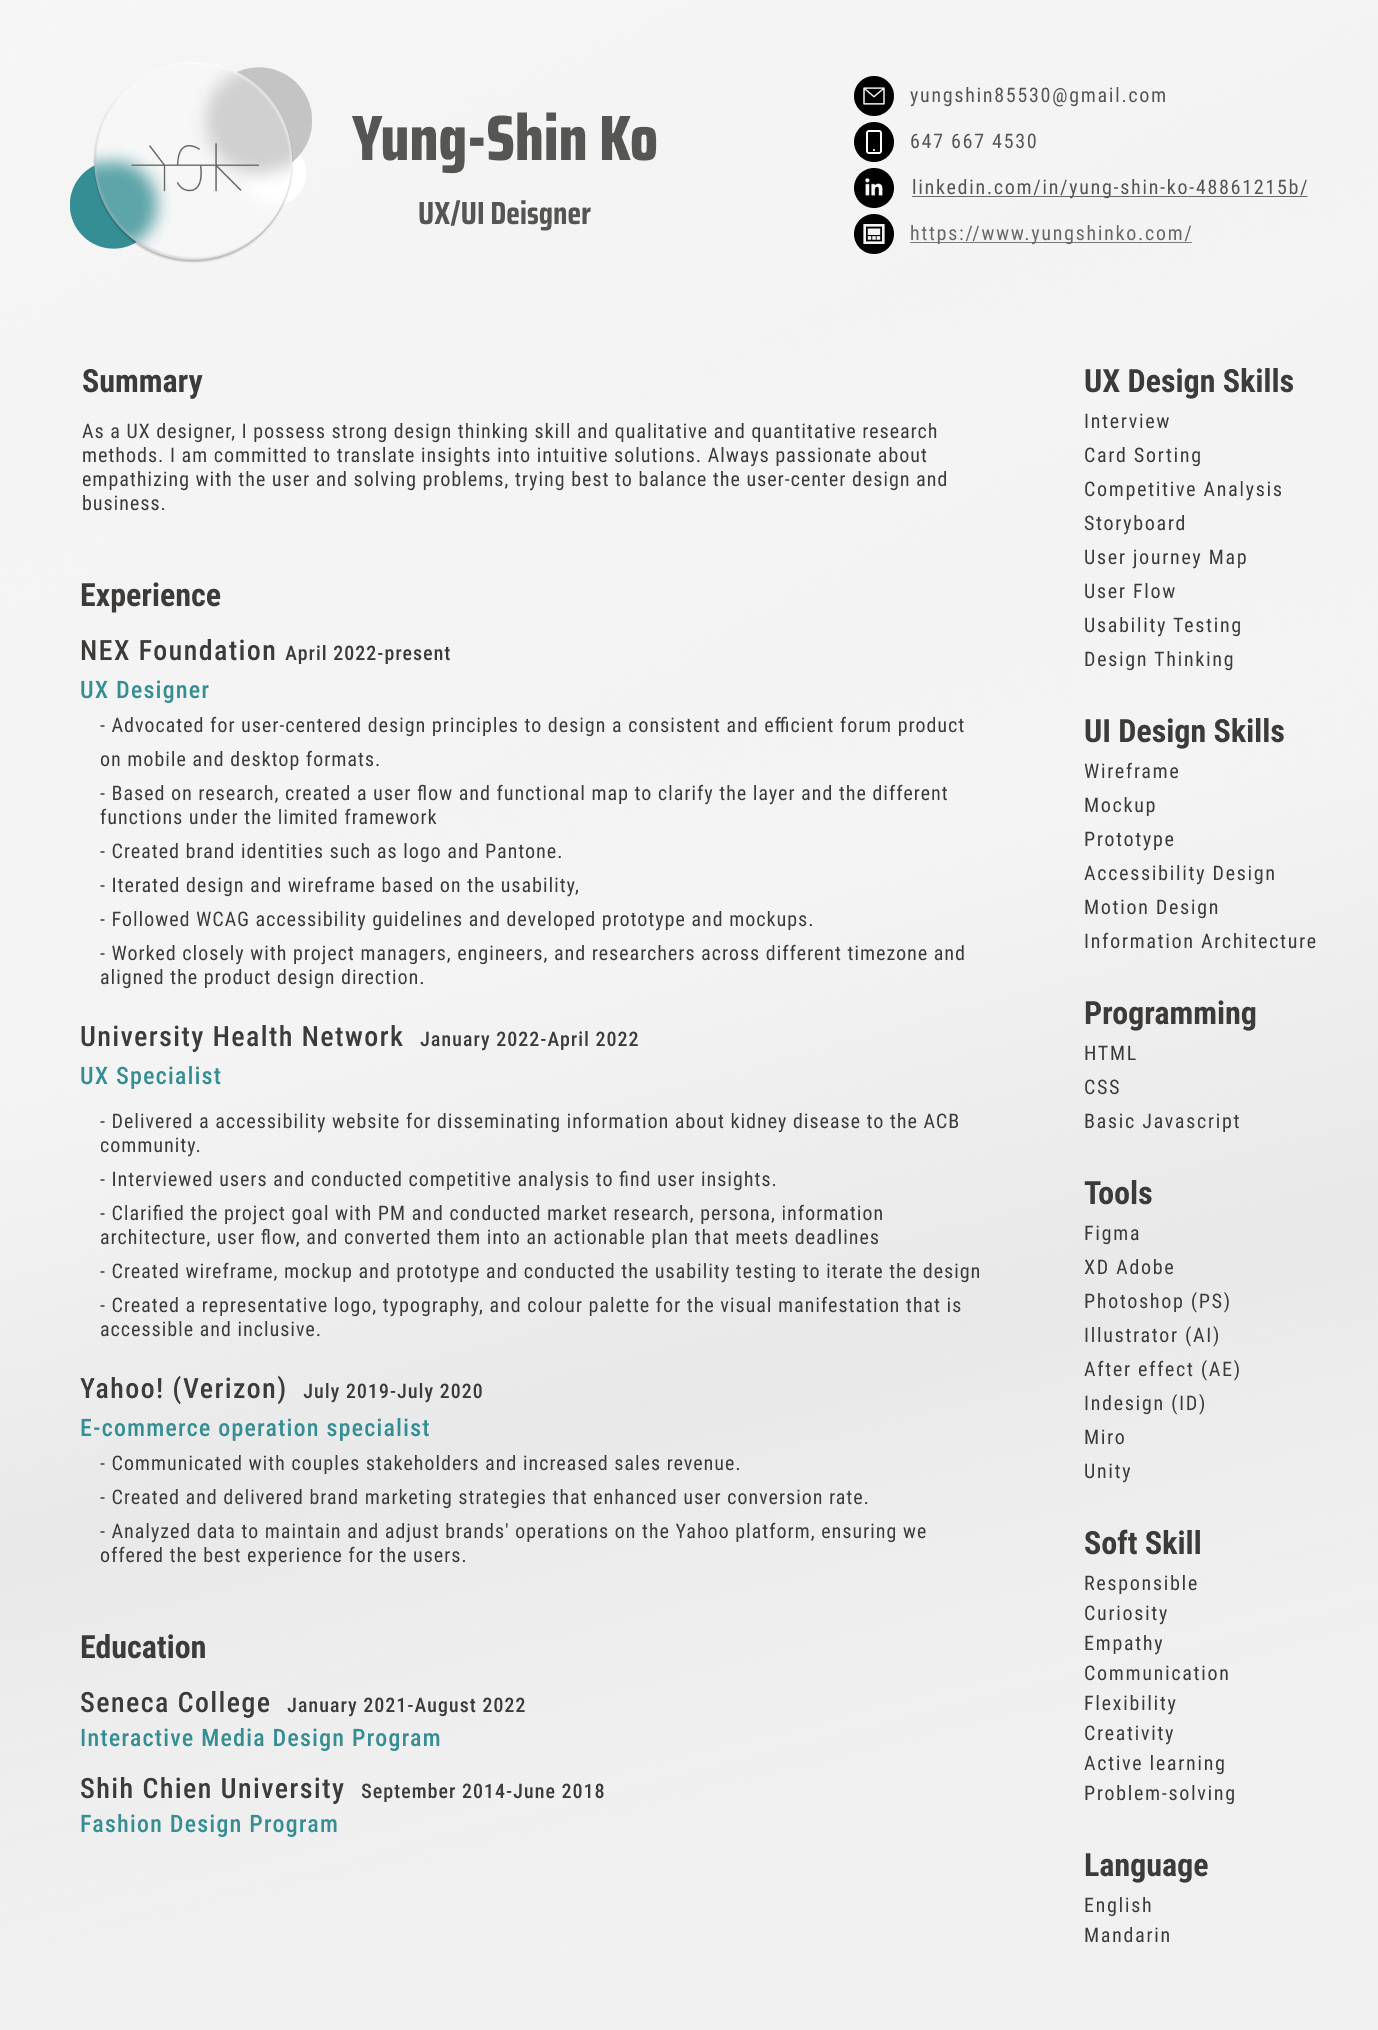 YSK
Yung-Shin Ko
UX/UI Deisgner
yungshin85530@gmail.com
647 667 4530
linkedin.com/in/yung-shin-ko-48861215b/
https://www.yungshinko.com/
Summary
As a UX designer, I possess strong design thinking skill and qualitative and quantitative research
methods. I am committed to translate insights into intuitive solutions. Always passionate about
empathizing with the user and solving problems, trying best to balance the user-center design and
business.
Experience
NEX Foundation April 2022-present
UX Designer
- Advocated for user-centered design principles to design a consistent and efficient forum product
on mobile and desktop formats.
- Based on research, created a user flow and functional map to clarify the layer and the different
functions under the limited framework
- Created brand identities such as logo and Pantone.
- Iterated design and wireframe based on the usability,
- Followed WCAG accessibility guidelines and developed prototype and mockups.
- Worked closely with project managers, engineers, and researchers across different timezone and
aligned the product design direction.
University Health Network January 2022-April 2022
UX Specialist
- Delivered a accessibility website for disseminating information about kidney disease to the ACB
community.
- Interviewed users and conducted competitive analysis to find user insights.
- Clarified the project goal with PM and conducted market research, persona, information
architecture, user flow, and converted them into an actionable plan that meets deadlines
- Created wireframe, mockup and prototype and conducted the usability testing to iterate the design
- Created a representative logo, typography, and colour palette for the visual manifestation that is
accessible and inclusive.
Yahoo! (Verizon) July 2019-July 2020
E-commerce operation specialist
- Communicated with couples stakeholders and increased sales revenue.
- Created and delivered brand marketing strategies that enhanced user conversion rate.
- Analyzed data to maintain and adjust brands' operations on the Yahoo platform, ensuring we
offered the best experience for the users.
Education
Seneca College January 2021-August 2022
Interactive Media Design Program
Shih Chien University September 2014-June 2018
Fashion Design Program
UX Design Skills
Interview
Card Sorting
Competitive Analysis
Storyboard
User journey Map
User Flow
Usability Testing
Design Thinking
UI Design Skills
Wireframe
Mockup
Prototype
Accessibility Design
Motion Design
Information Architecture
Programming
HTML
CSS
Basic Javascript
Tools
Figma
XD Adobe
Photoshop (PS)
Illustrator (AI)
After effect (AE)
Indesign (ID)
Miro
Unity
Soft Skill
Responsible
Curiosity
Empathy
Communication
Flexibility
Creativity
Active learning
Problem-solving
Language
English
Mandarin